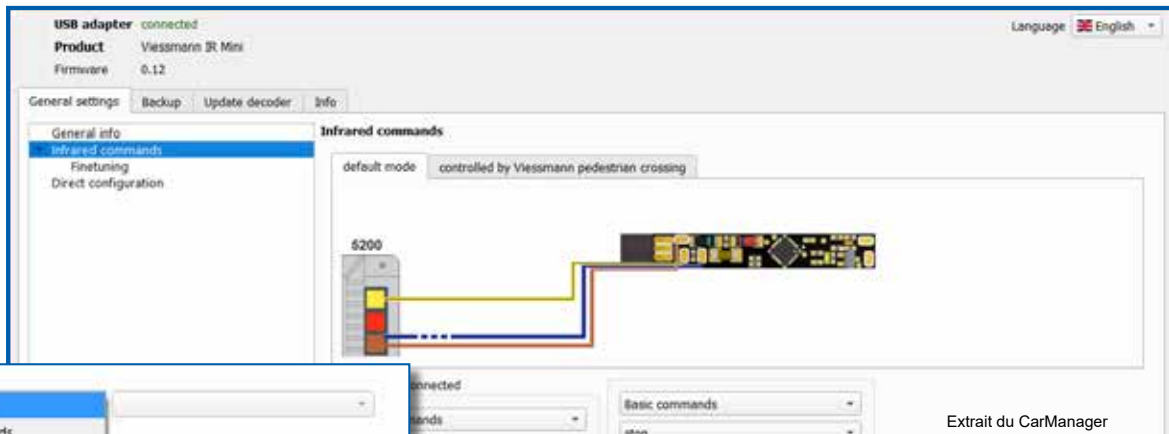 USB adapter connected
Language English
Product Viessmann IR Mini
Firmware 0.12
General settings Backup Update decoder Info
General info
Infrared commands
Finetuning
Direct configuration
Infrared commands
default mode controlled by Viessmann pedestrian crossing
5200
Basic commands
Extrait du CarManager